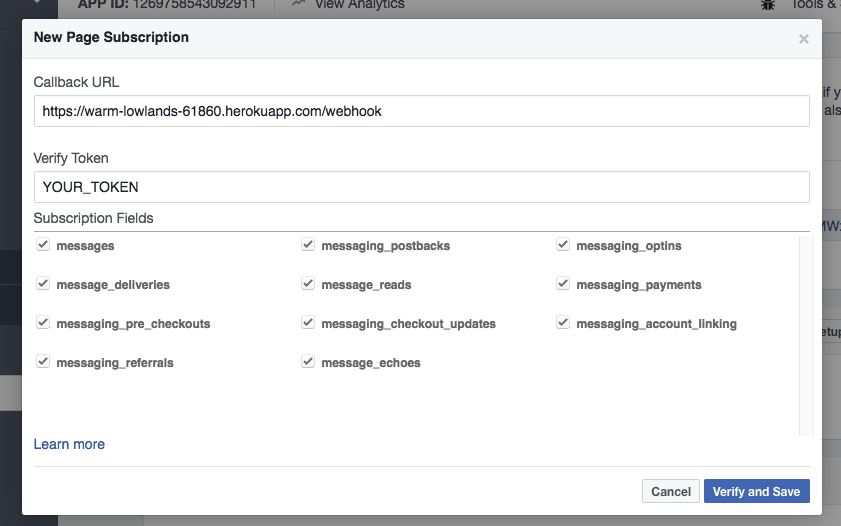 APP ID: 1269758543092911 View Analytics Tools &
New Page Subscription ×
Callback URL
https://warm-lowlands-61860.herokuapp.com/webhook
if y
als
Verify Token
YOUR_TOKEN
Subscription Fields
messages messaging_postbacks messaging_optins
message_deliveries message_reads messaging_payments
messaging_pre_checkouts messaging_checkout_updates messaging_account_linking
messaging_referrals message_echoes
Learn more
Cancel Verify and Save